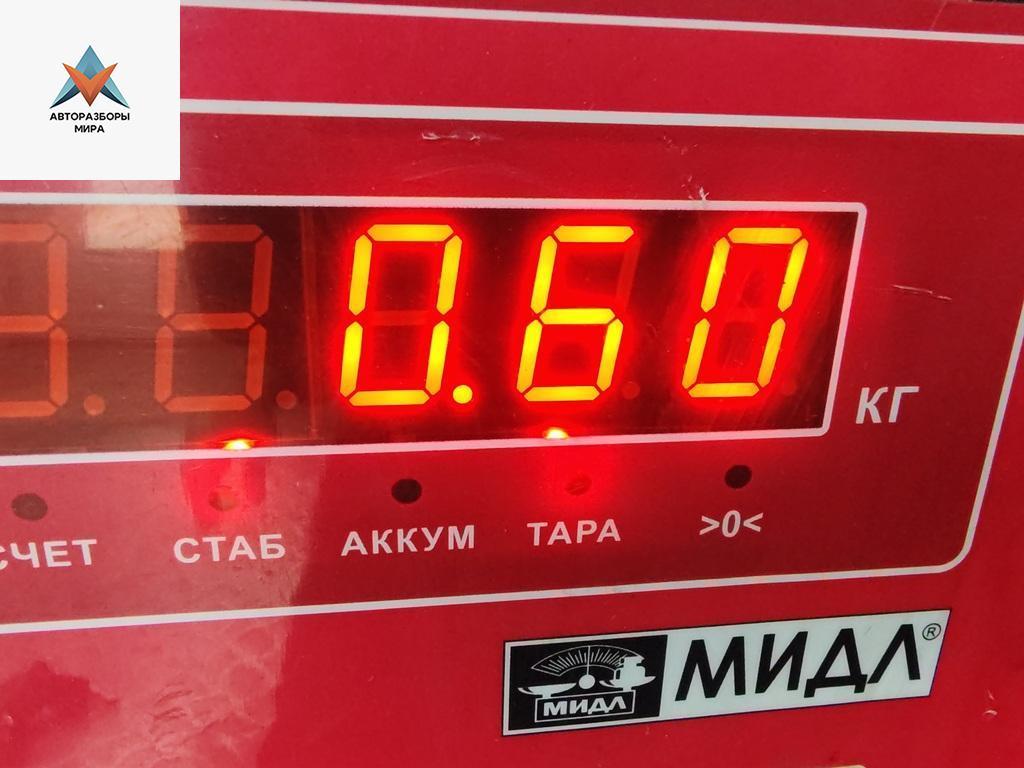 АВТОРАЗБОРЫ
МИРА
0.60
КГ
СЧЕТ СТАБ АККУМ ТАРА >0<
МИДЛ МИДЛ®